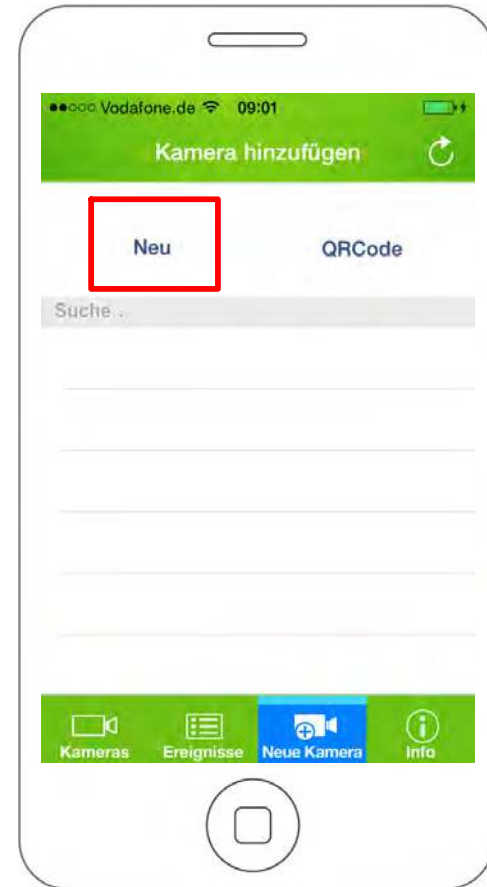 Vodafone.de 09:01
Kamera hinzufügen
Neu QRCode
Suche...
Kameras Ereignisse Neue Kamera Info